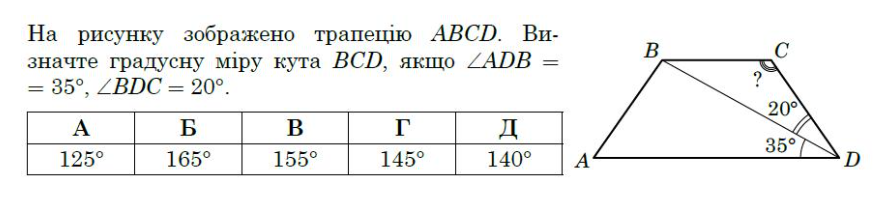 На рисунку зображено трапецію ABCD. Ви-
значте градусну міру кута BCD, якщо ∠ADB =
= 35°, ∠BDC = 20°.
А Б В Г Д
125° 165° 155° 145° 140°
B C
?
20°
35°
A D